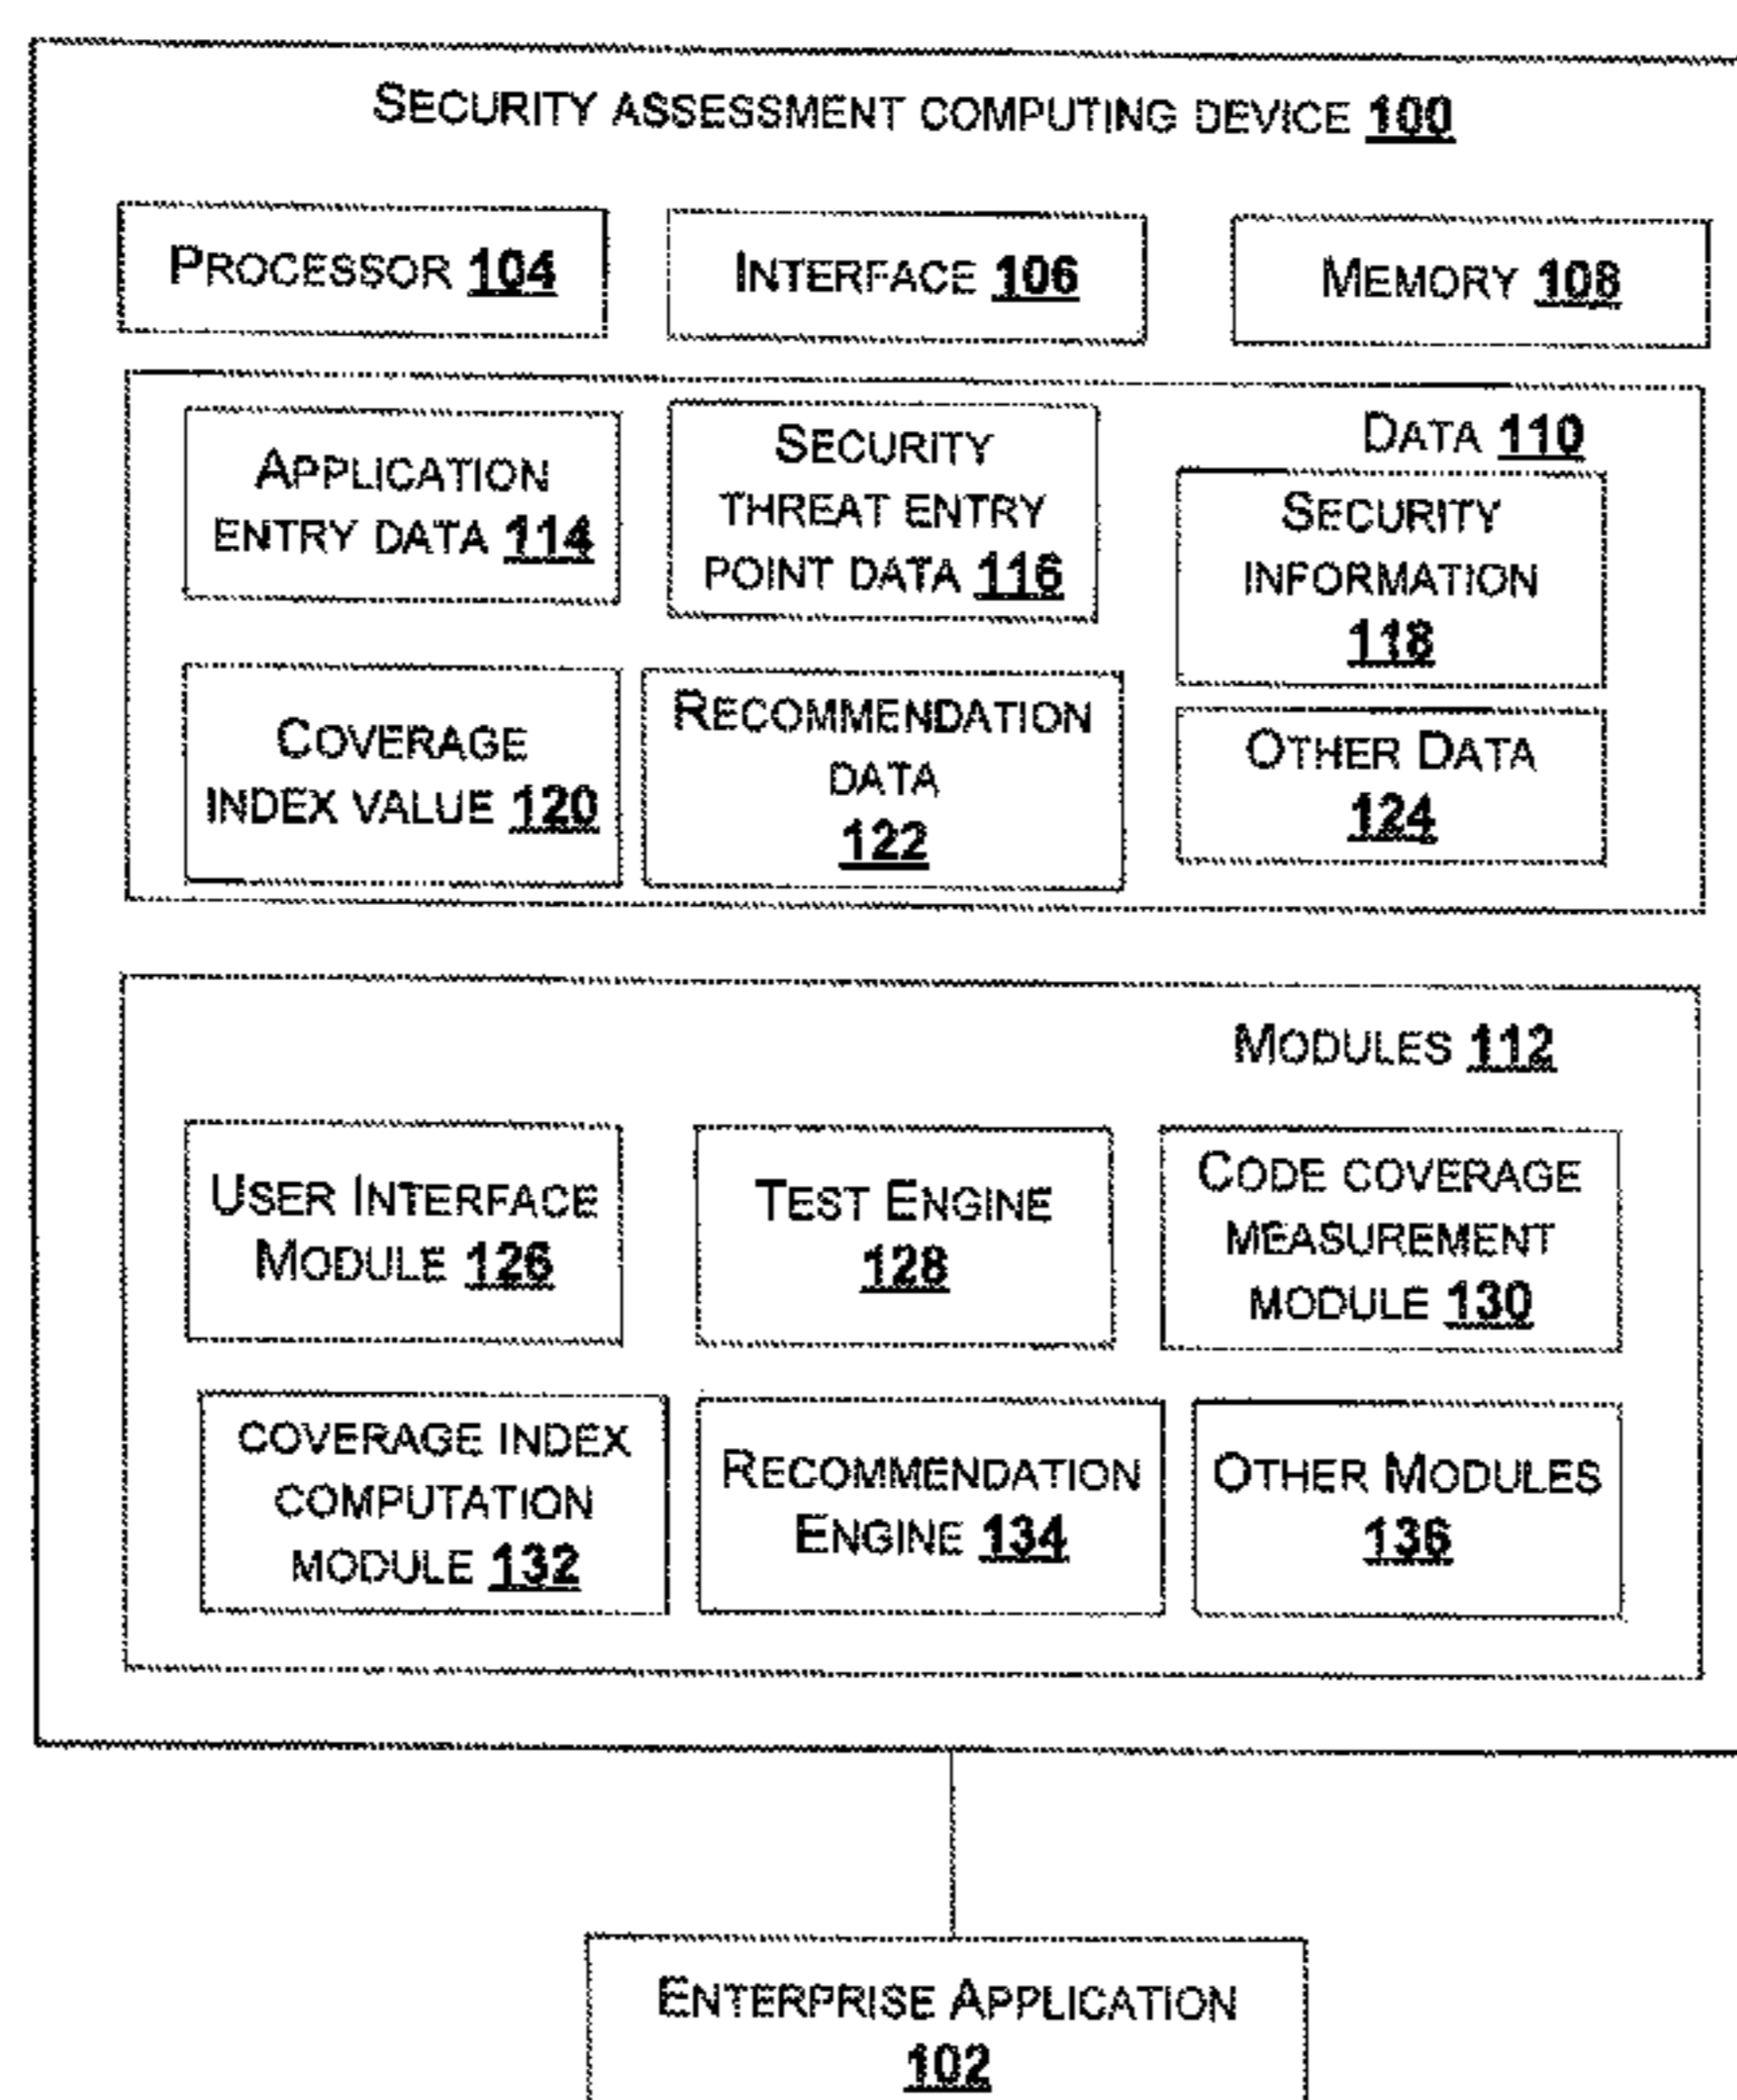 SECURITY ASSESSMENT COMPUTING DEVICE 100
PROCESSOR 104
INTERFACE 106
MEMORY 108
DATA 110
APPLICATION
ENTRY DATA 114
SECURITY
THREAT ENTRY
POINT DATA 116
SECURITY
INFORMATION
118
COVERAGE
INDEX VALUE 120
RECOMMENDATION
DATA
122
OTHER DATA
124
MODULES 112
USER INTERFACE
MODULE 126
TEST ENGINE
128
CODE COVERAGE
MEASUREMENT
MODULE 130
COVERAGE INDEX
COMPUTATION
MODULE 132
RECOMMENDATION
ENGINE 134
OTHER MODULES
136
ENTERPRISE APPLICATION
102